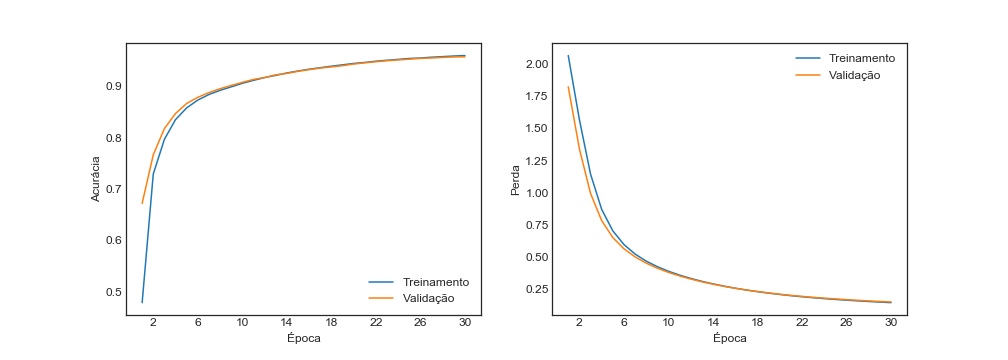 0.9
0.8
0.7
0.6
0.5
Acurácia
Treinamento
Validação
2 6 10 14 18 22 26 30
Época
2.00
1.75
1.50
1.25
1.00
0.75
0.50
0.25
Perda
Treinamento
Validação
2 6 10 14 18 22 26 30
Época